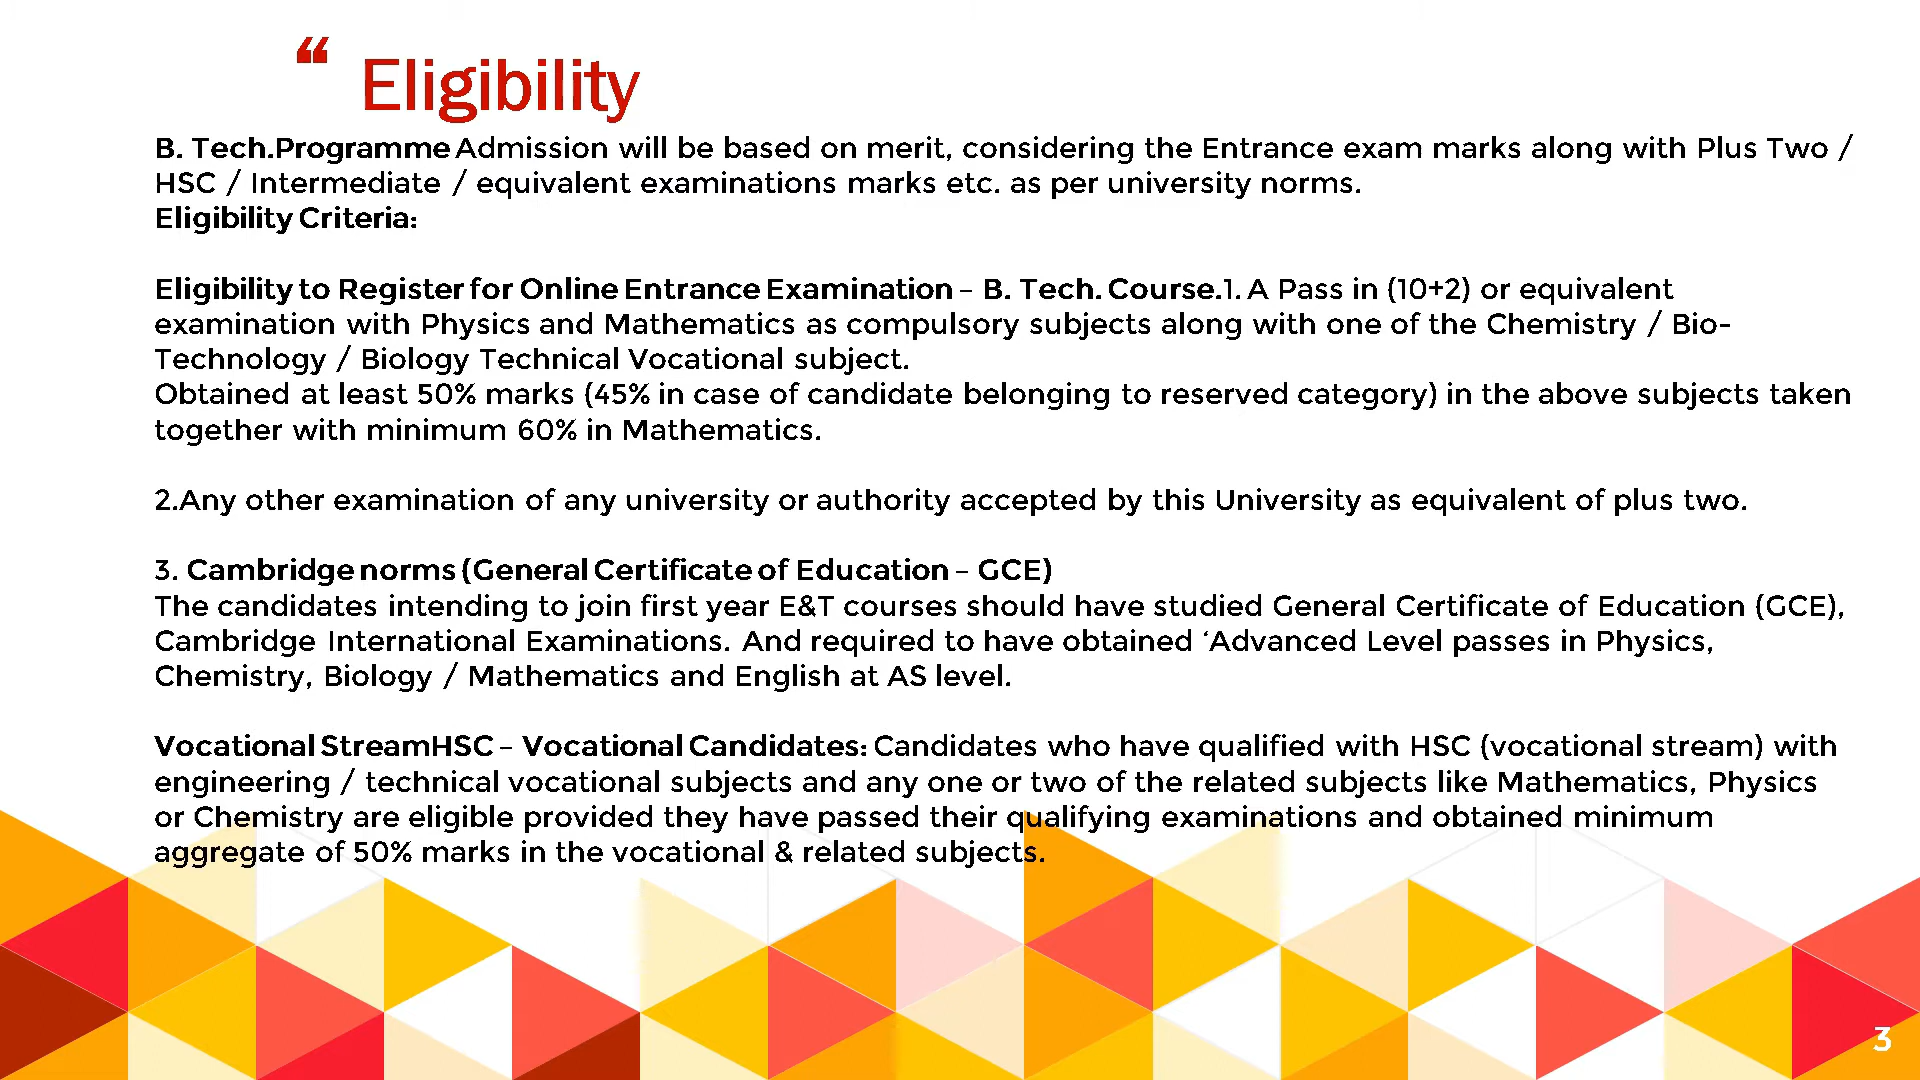 “ Eligibility
B. Tech.Programme Admission will be based on merit, considering the Entrance exam marks along with Plus Two /
HSC / Intermediate / equivalent examinations marks etc. as per university norms.
Eligibility Criteria:
Eligibility to Register for Online Entrance Examination – B. Tech. Course.1. A Pass in (10+2) or equivalent
examination with Physics and Mathematics as compulsory subjects along with one of the Chemistry / Bio-
Technology / Biology Technical Vocational subject.
Obtained at least 50% marks (45% in case of candidate belonging to reserved category) in the above subjects taken
together with minimum 60% in Mathematics.
2.Any other examination of any university or authority accepted by this University as equivalent of plus two.
3. Cambridge norms (General Certificate of Education – GCE)
The candidates intending to join first year E&T courses should have studied General Certificate of Education (GCE),
Cambridge International Examinations. And required to have obtained ‘Advanced Level passes in Physics,
Chemistry, Biology / Mathematics and English at AS level.
Vocational StreamHSC – Vocational Candidates: Candidates who have qualified with HSC (vocational stream) with
engineering / technical vocational subjects and any one or two of the related subjects like Mathematics, Physics
or Chemistry are eligible provided they have passed their qualifying examinations and obtained minimum
aggregate of 50% marks in the vocational & related subjects.
3